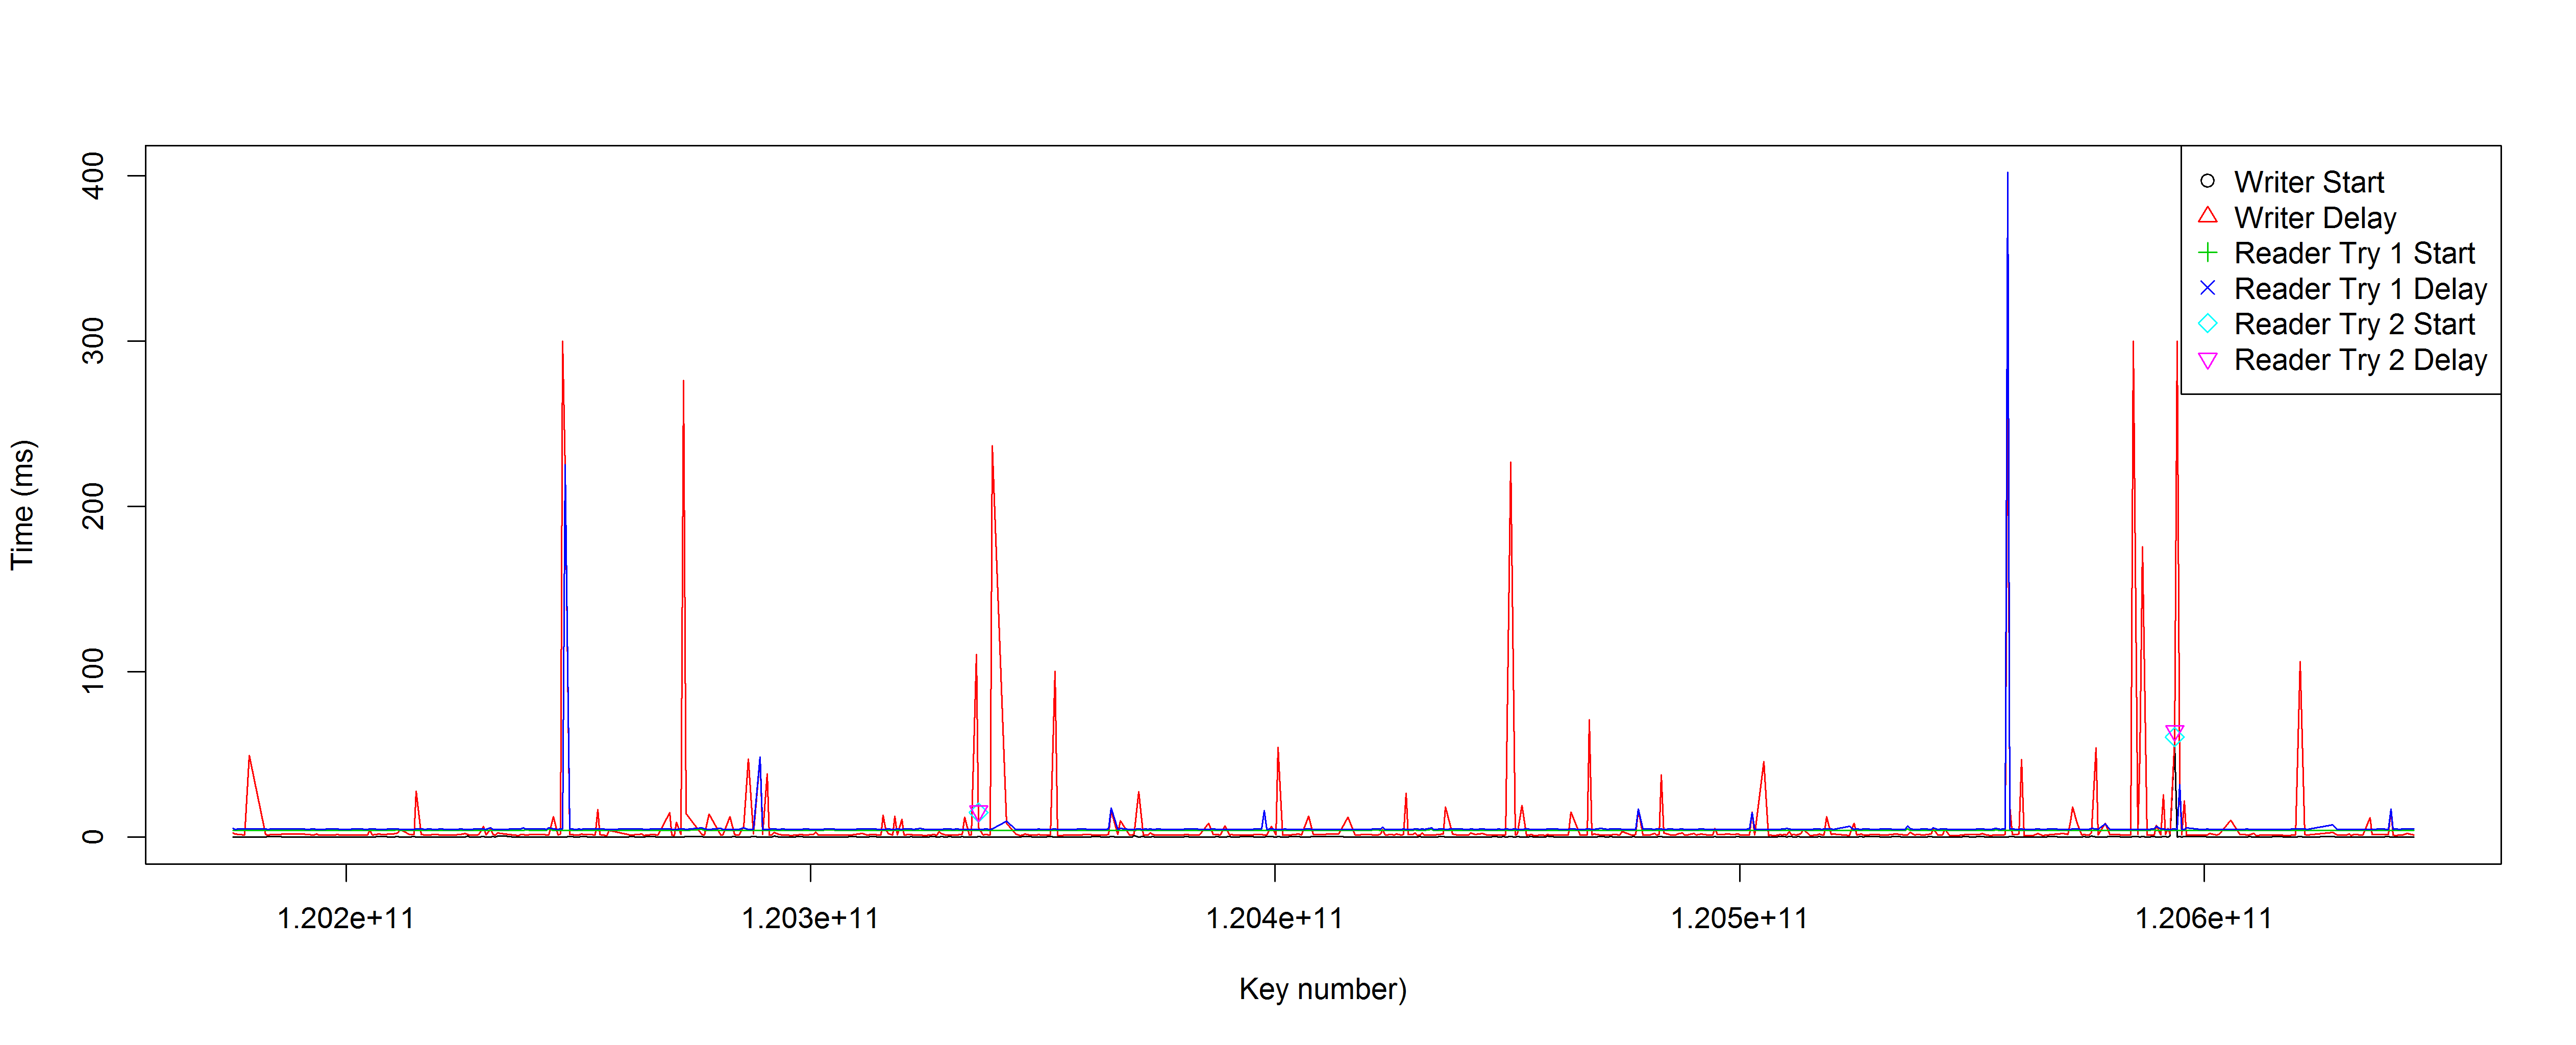 400
300
200
100
0
Time (ms)
Writer Start
Writer Delay
Reader Try 1 Start
Reader Try 1 Delay
Reader Try 2 Start
Reader Try 2 Delay
1.202e+11 1.203e+11 1.204e+11 1.205e+11 1.206e+11
Key number)